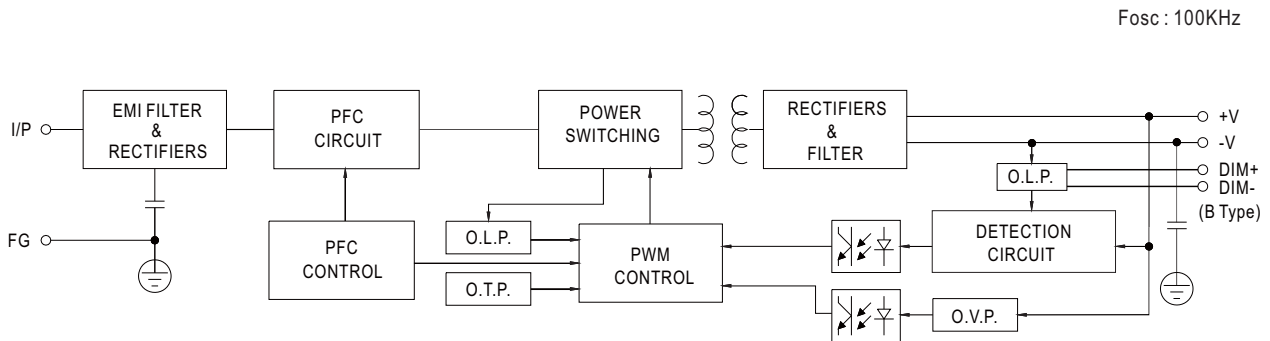 Fosc : 100KHz
I/P
EMI FILTER
&
RECTIFIERS
PFC
CIRCUIT
POWER
SWITCHING
RECTIFIERS
&
FILTER
+V
-V
DIM+
DIM-
(B Type)
O.L.P.
FG
PFC
CONTROL
O.L.P.
O.T.P.
PWM
CONTROL
DETECTION
CIRCUIT
O.V.P.